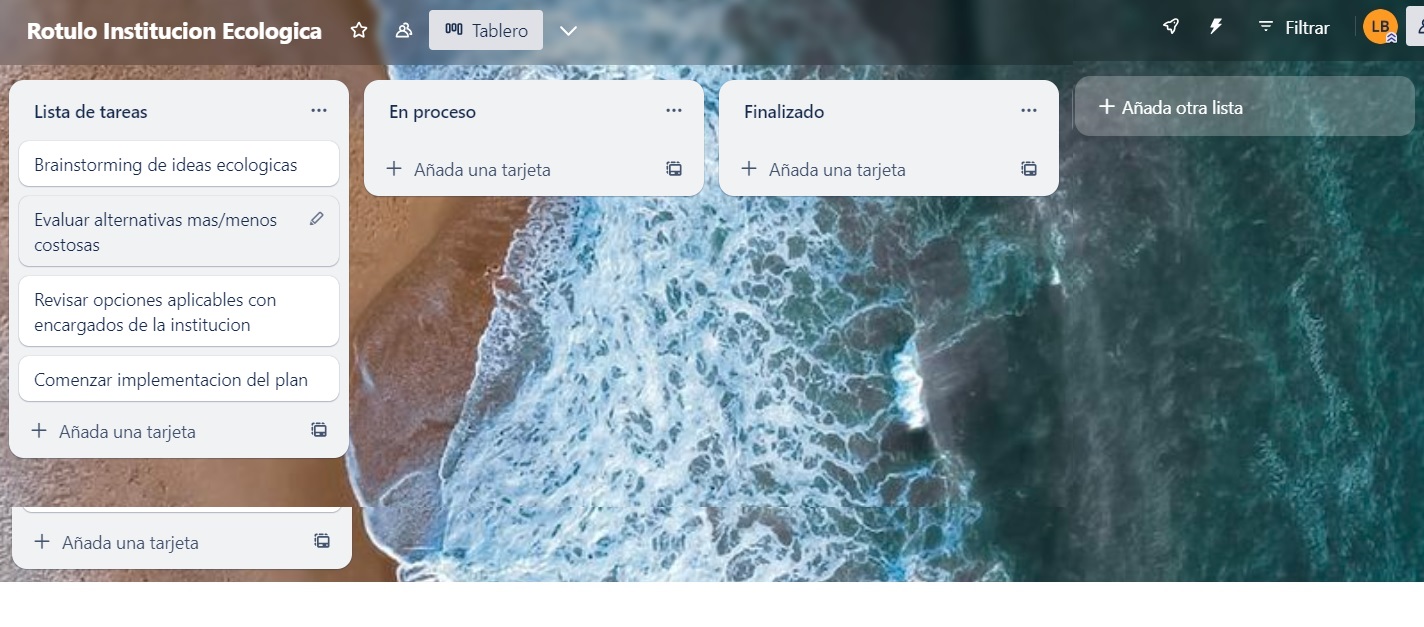 Rotulo Institucion Ecologica
Tablero
Filtrar
LB
Lista de tareas
Brainstorming de ideas ecologicas
Evaluar alternativas mas/menos
costosas
Revisar opciones aplicables con
encargados de la institucion
Comenzar implementacion del plan
+ Añada una tarjeta
En proceso
+ Añada una tarjeta
Finalizado
+ Añada una tarjeta
+ Añada otra lista
+ Añada una tarjeta